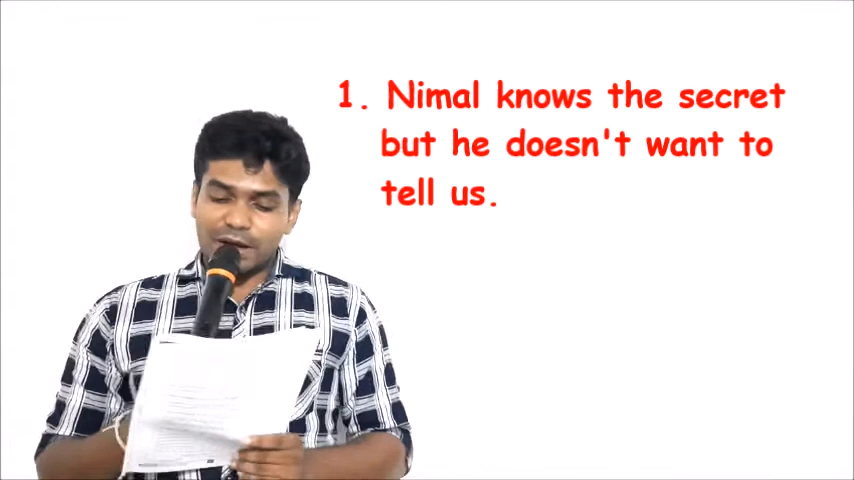 1. Nimal knows the secret
but he doesn't want to
tell us.